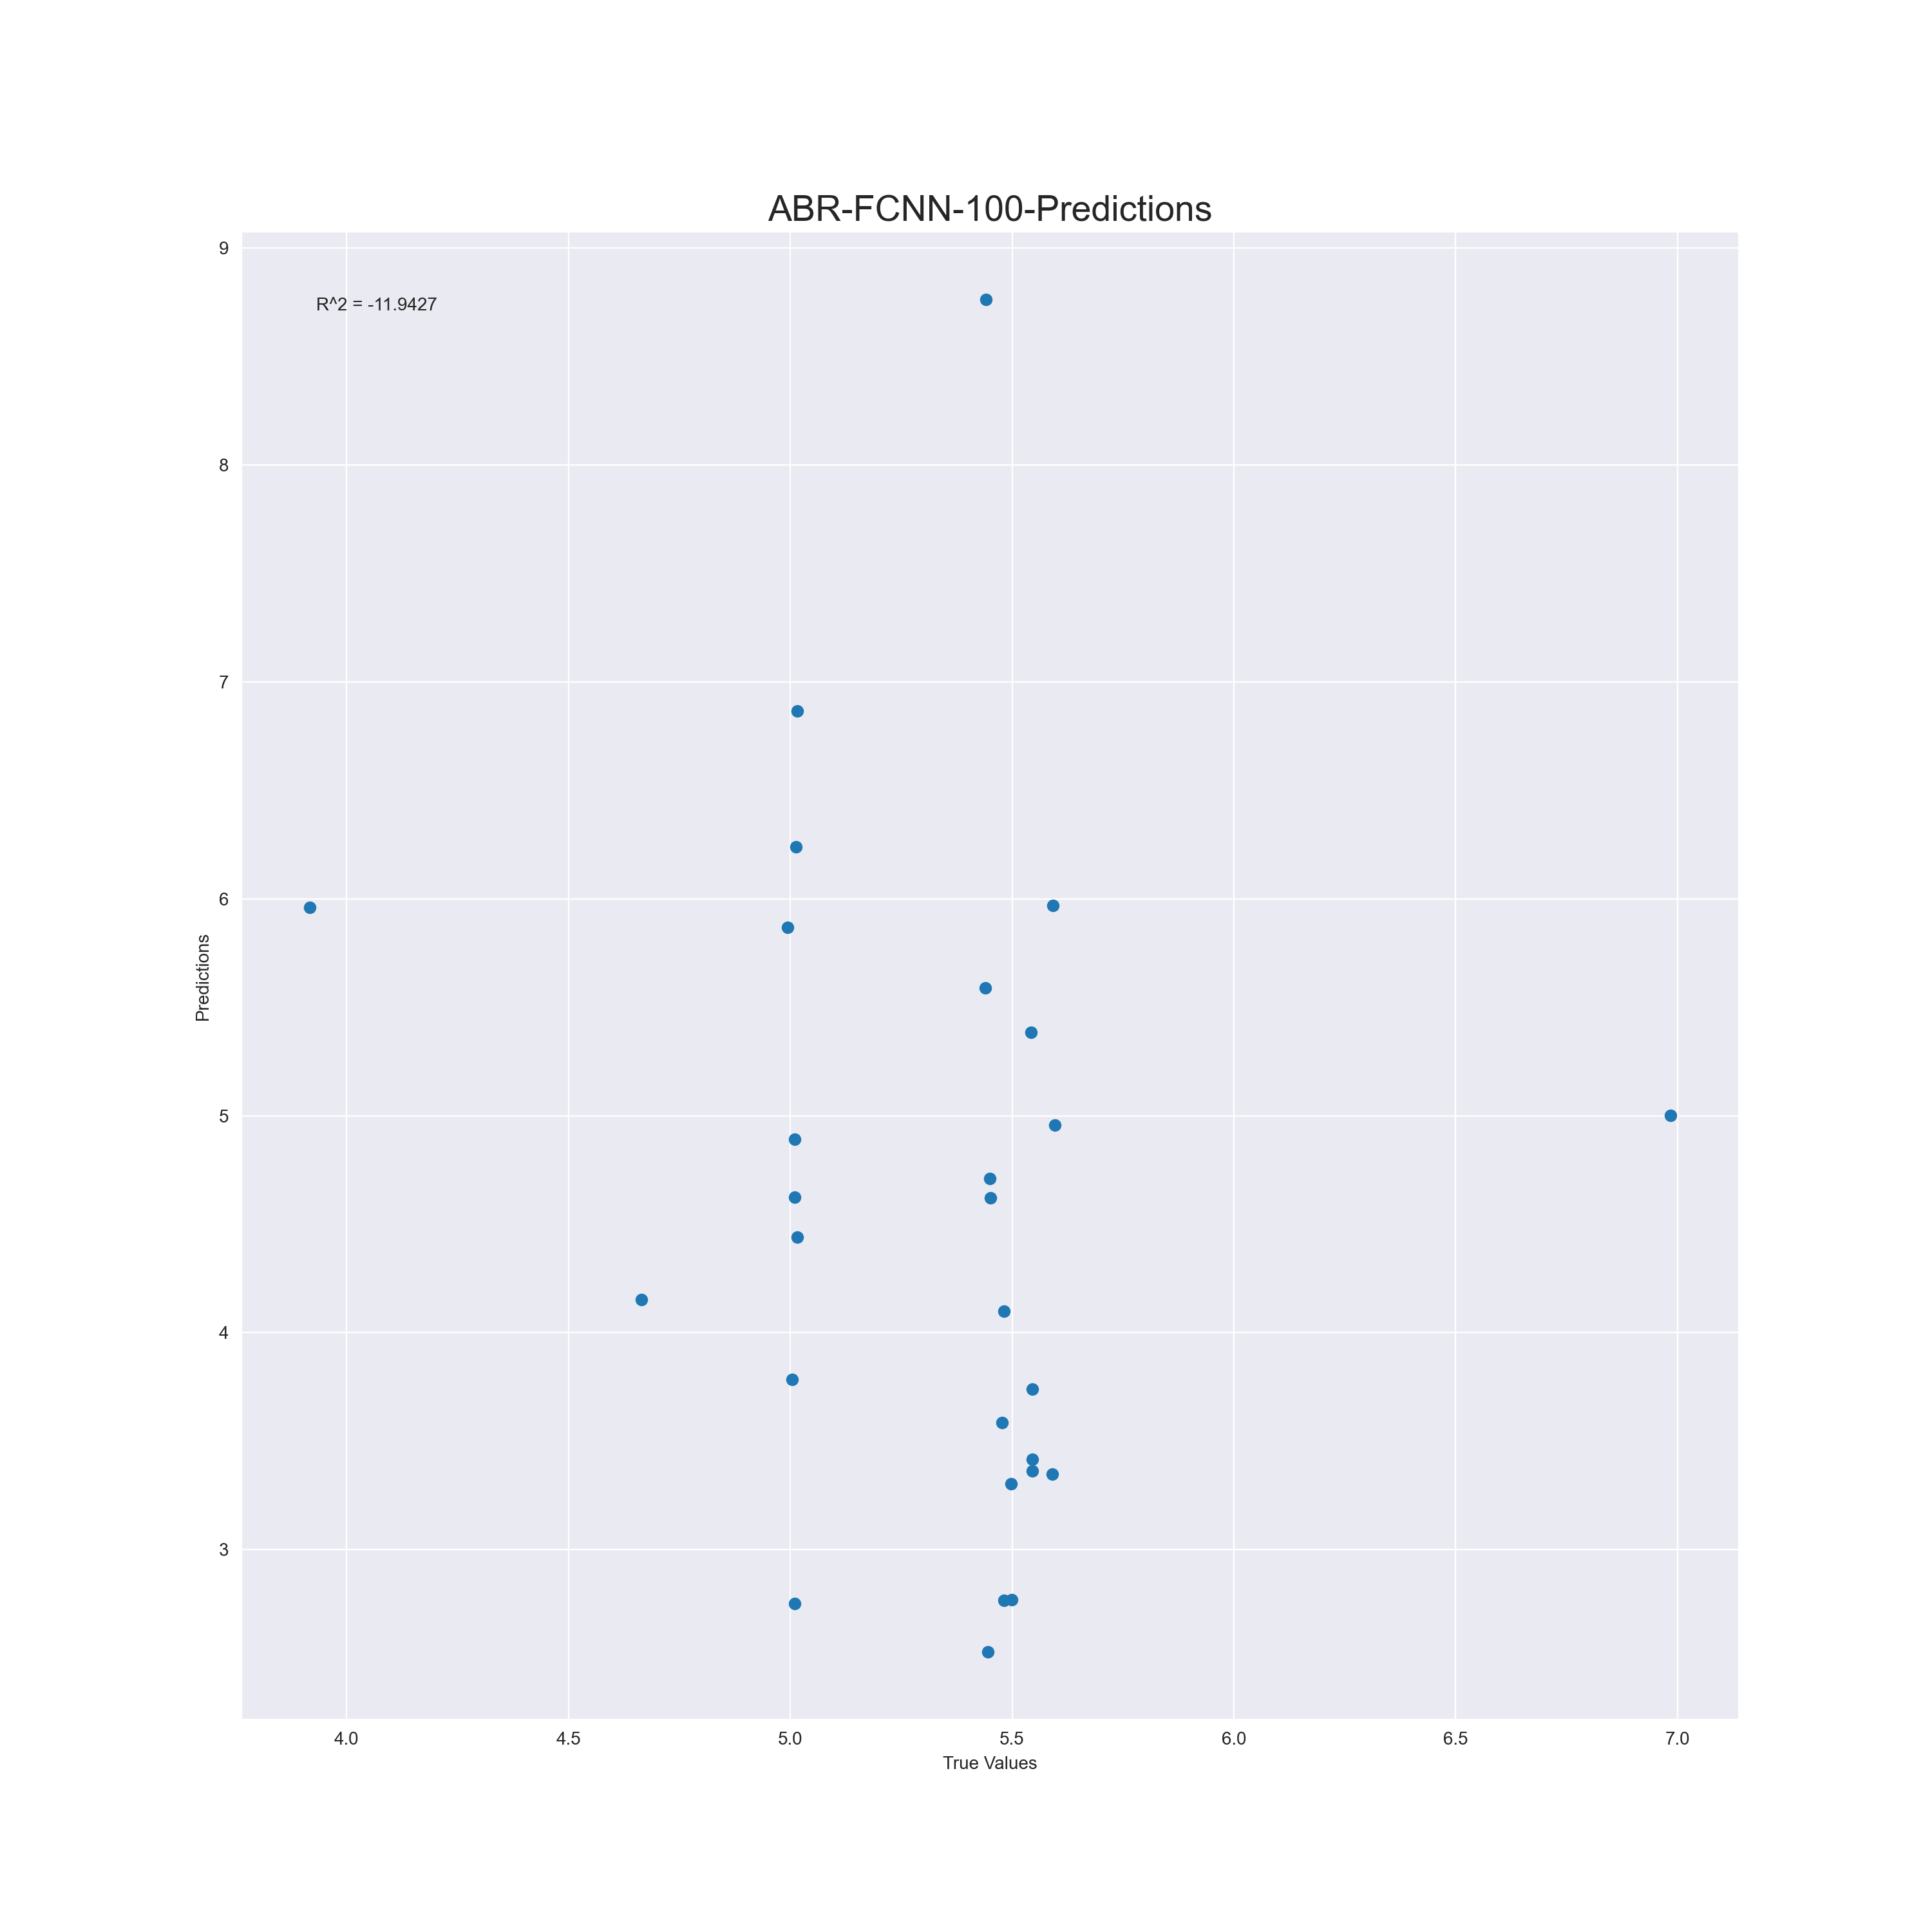 ABR-FCNN-100-Predictions
R^2 = -11.9427
9
8
7
6
5
4
3
Predictions
4.0 4.5 5.0 5.5 6.0 6.5 7.0
True Values